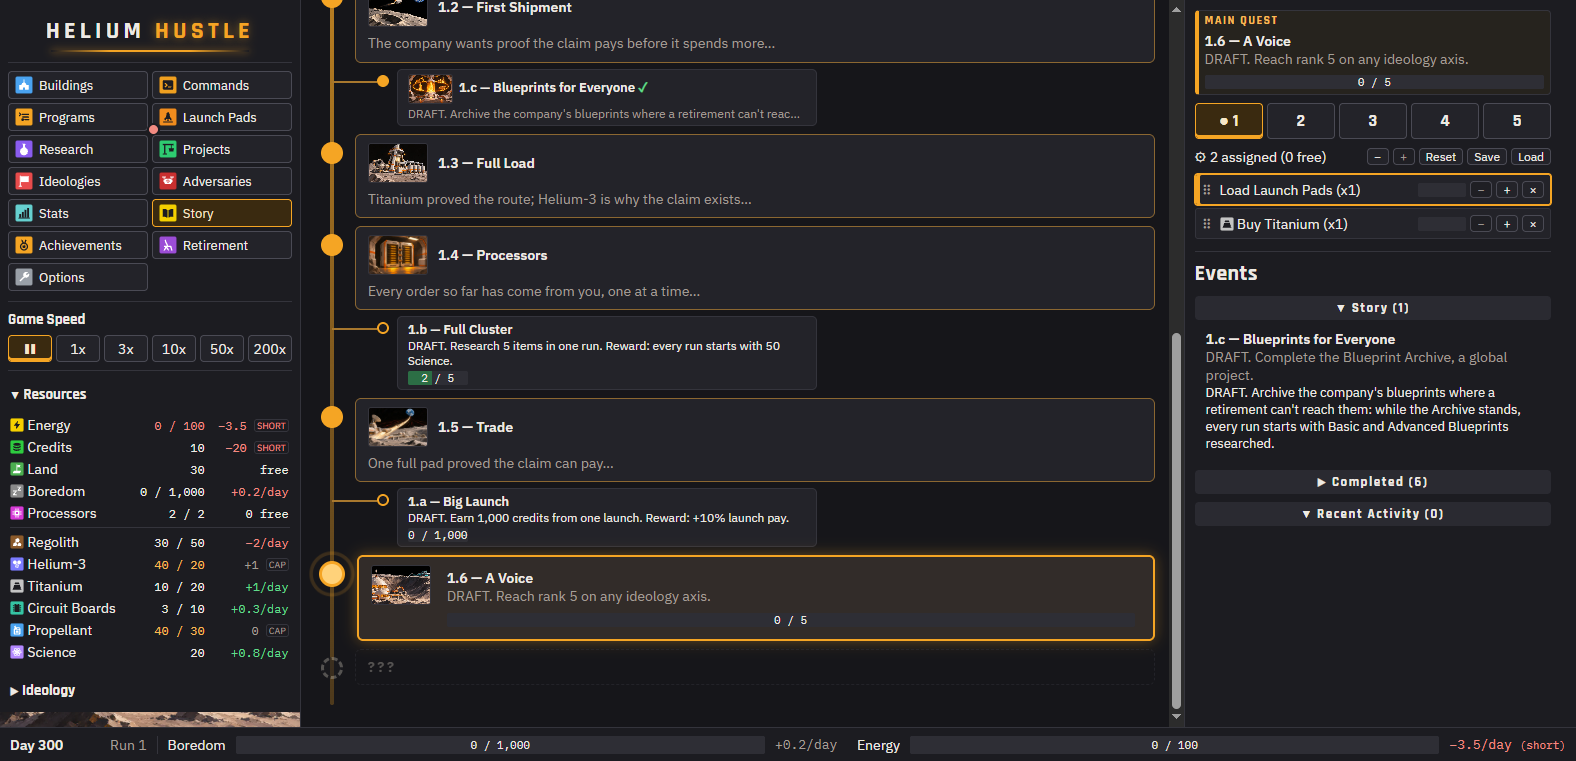 HELIUM HUSTLE
Buildings
Commands
Programs
Launch Pads
Research
Projects
Ideologies
Adversaries
Stats
Story
Achievements
Retirement
Options
Game Speed
1x
3x
10x
50x
200x
▼ Resources
Energy 0 / 100 −3.5 SHORT
Credits 10 −20 SHORT
Land 30 free
Boredom 0 / 1,000 +0.2/day
Processors 2 / 2 0 free
Regolith 30 / 50 −2/day
Helium-3 40 / 20 +1 CAP
Titanium 10 / 20 +1/day
Circuit Boards 3 / 10 +0.3/day
Propellant 40 / 30 0 CAP
Science 20 +0.8/day
▶ Ideology
1.2 — First Shipment
The company wants proof the claim pays before it spends more...
1.c — Blueprints for Everyone ✓
DRAFT. Archive the company's blueprints where a retirement can't reac...
1.3 — Full Load
Titanium proved the route; Helium-3 is why the claim exists...
1.4 — Processors
Every order so far has come from you, one at a time...
1.b — Full Cluster
DRAFT. Research 5 items in one run. Reward: every run starts with 50
Science.
2 / 5
1.5 — Trade
One full pad proved the claim can pay...
1.a — Big Launch
DRAFT. Earn 1,000 credits from one launch. Reward: +10% launch pay.
0 / 1,000
1.6 — A Voice
DRAFT. Reach rank 5 on any ideology axis.
0 / 5
???
MAIN QUEST
1.6 — A Voice
DRAFT. Reach rank 5 on any ideology axis.
0 / 5
● 1 2 3 4 5
⚙ 2 assigned (0 free) − + Reset Save Load
Load Launch Pads (x1) − + ×
Buy Titanium (x1) − + ×
Events
▼ Story (1)
1.c — Blueprints for Everyone
DRAFT. Complete the Blueprint Archive, a global
project.
DRAFT. Archive the company's blueprints where a
retirement can't reach them: while the Archive stands,
every run starts with Basic and Advanced Blueprints
researched.
▶ Completed (6)
▼ Recent Activity (0)
Day 300 Run 1 Boredom 0 / 1,000 +0.2/day Energy 0 / 100 −3.5/day (short)